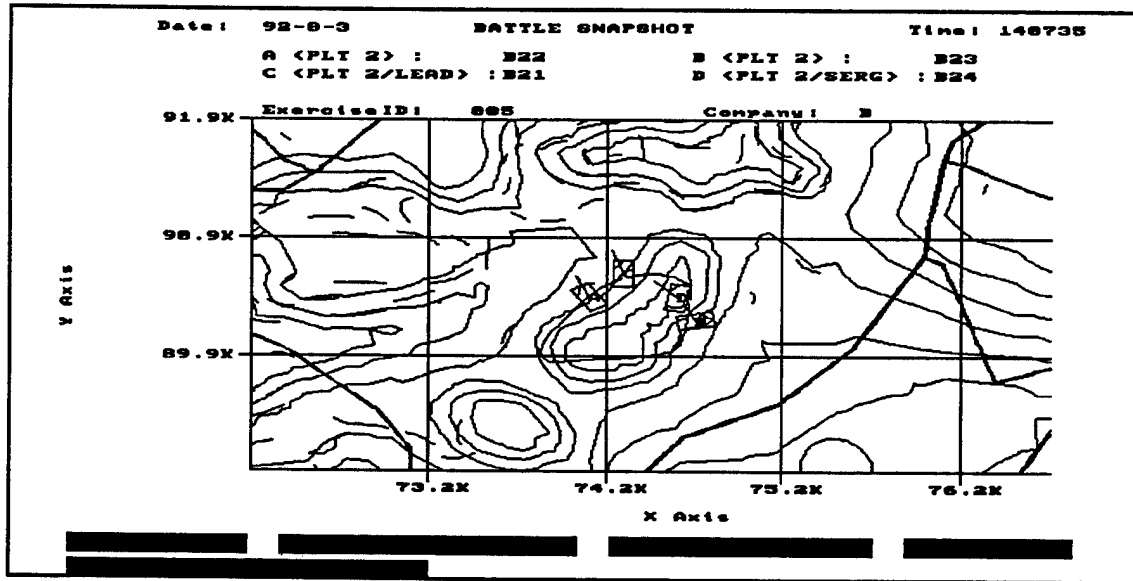 Date: 92-8-3 BATTLE SNAPSHOT Time: 140735
A <PLT 2> : B22 B <PLT 2> : B23
C <PLT 2/LEAD> :B21 D <PLT 2/SERG> :B24
ExerciseID: 005 Company: B
91.9K
90.9K
Y Axis
89.9K
73.2K 74.2K 75.2K 76.2K
X Axis